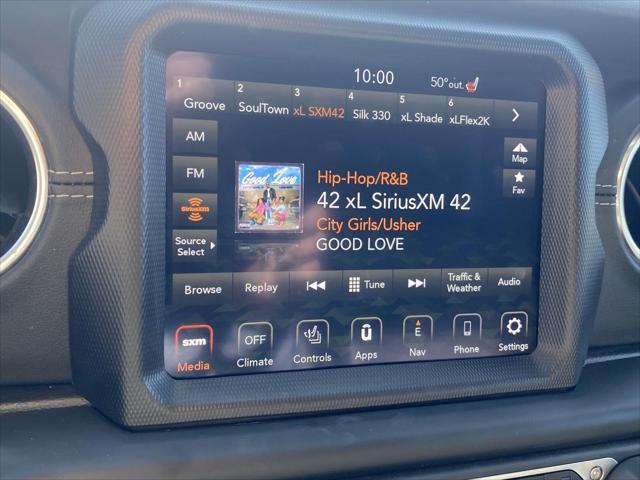 10:00 50°out.
1 2 3 4 5 6
Groove SoulTown xL SXM42 Silk 330 xL Shade xLFlex2K
AM
FM
SiriusXM
Source
Select
Map
Fav
Good Love
Hip-Hop/R&B
42 xL SiriusXM 42
City Girls/Usher
GOOD LOVE
Browse Replay Tune Traffic & Weather Audio
sxm OFF û E
Media Climate Controls Apps Nav Phone Settings